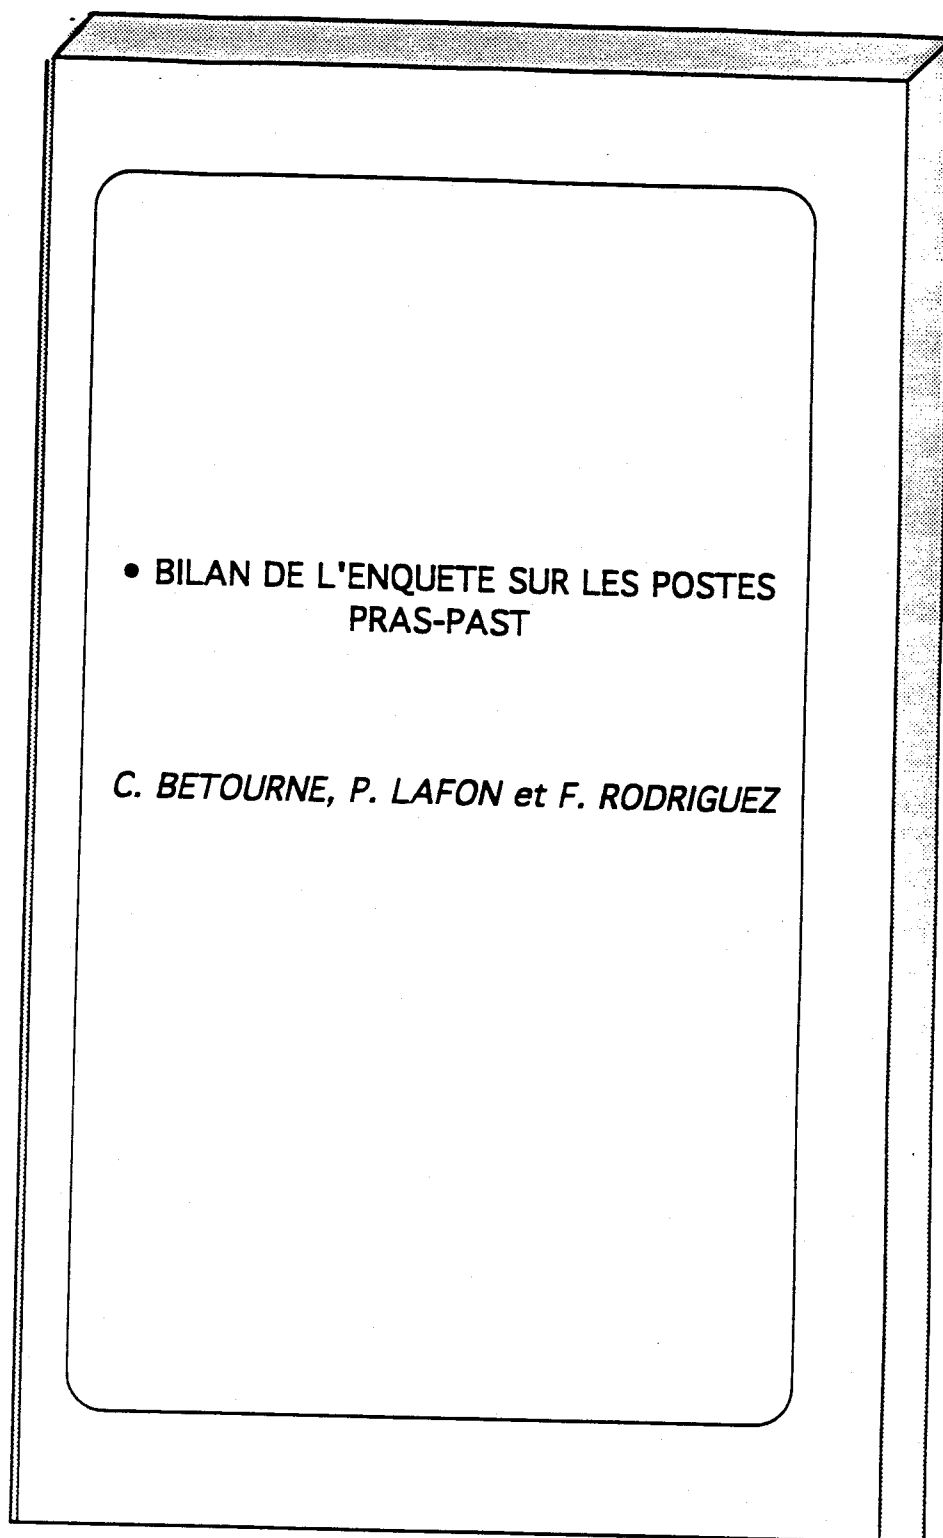 • BILAN DE L'ENQUETE SUR LES POSTES
PRAS-PAST
C. BETOURNE, P. LAFON et F. RODRIGUEZ